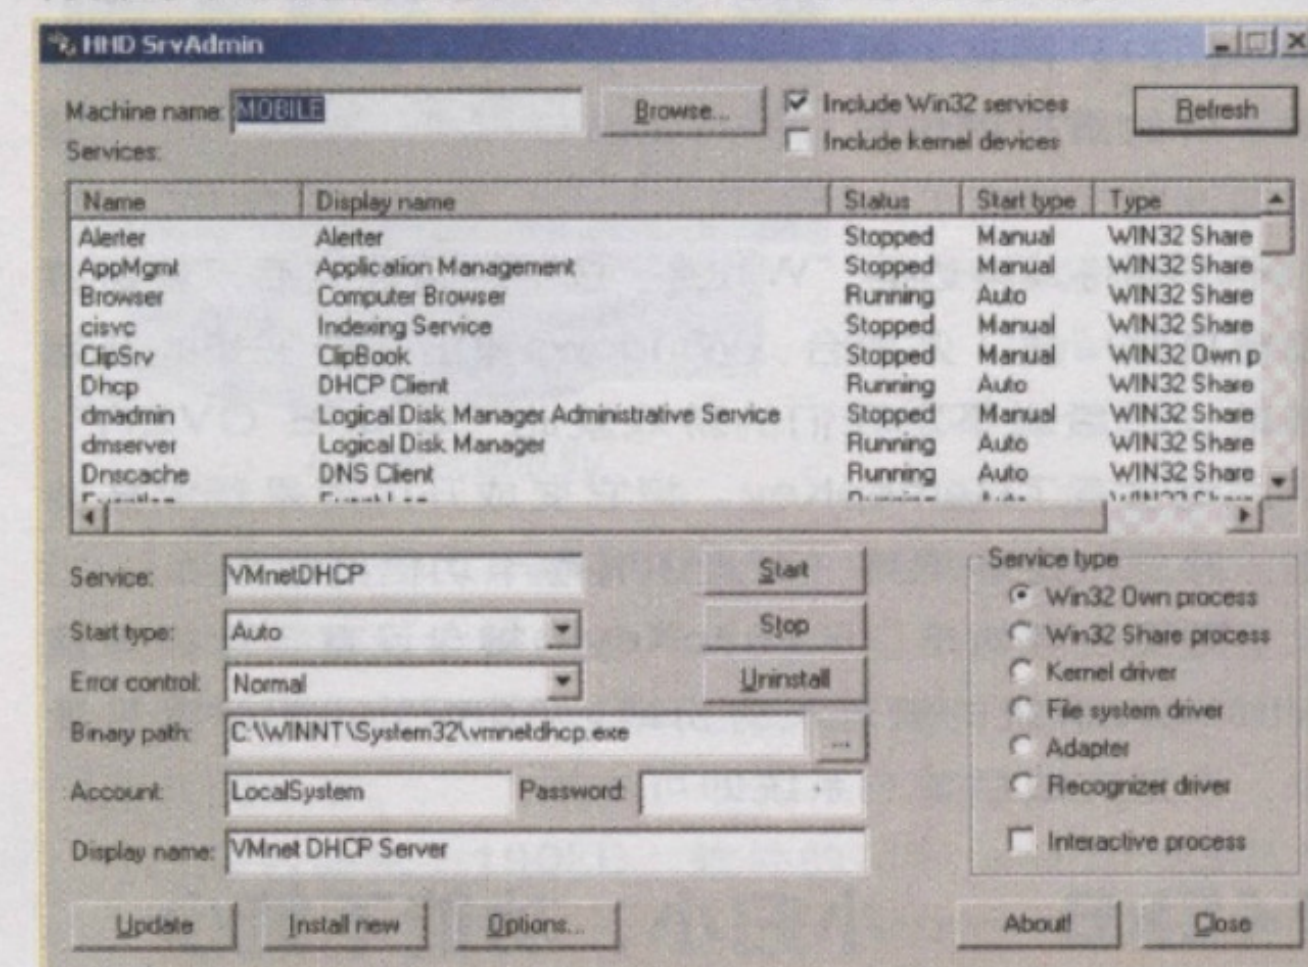 HHD SrvAdmin
Machine name: MOBILE Browse... Include Win32 services Refresh
Include kernel devices
Services:
Name Display name Status Start type Type
Alerter Alerter Stopped Manual WIN32 Share
AppMgmt Application Management Stopped Manual WIN32 Share
Browser Computer Browser Running Auto WIN32 Share
cisvc Indexing Service Stopped Manual WIN32 Share
ClipSrv ClipBook Stopped Manual WIN32 Own p
Dhcp DHCP Client Running Auto WIN32 Share
dmadmin Logical Disk Manager Administrative Service Stopped Manual WIN32 Share
dmserver Logical Disk Manager Running Auto WIN32 Share
Dnscache DNS Client Running Auto WIN32 Share
Service: VMnetDHCP Start
Start type: Auto Stop
Error control: Normal Uninstall
Binary path: C:\WINNT\System32\vmnetdhcp.exe ...
Account: LocalSystem Password:
Display name: VMnet DHCP Server
Service type
Win32 Own process
Win32 Share process
Kernel driver
File system driver
Adapter
Recognizer driver
Interactive process
Update Install new Options... About! Close